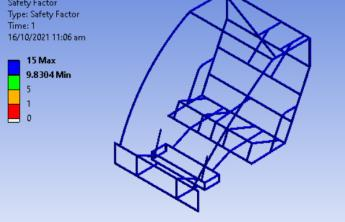 Safety Factor
Type: Safety Factor
Time: 1
16/10/2021 11:06 am
15 Max
9.8304 Min
5
1
0